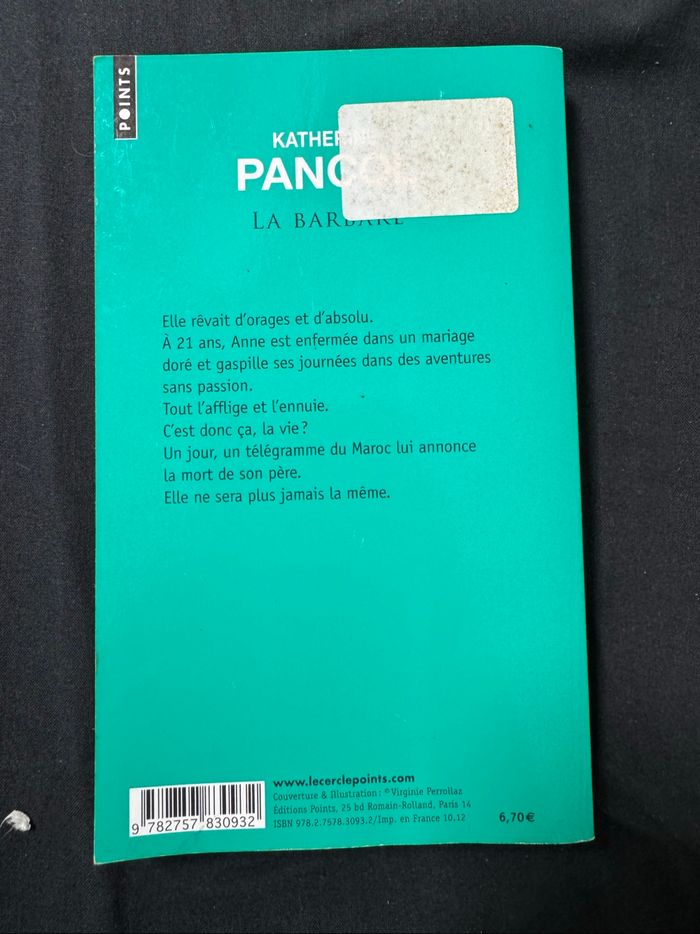 POINTS
KATHERINE
PANCOL
LA BARBARE
Elle rêvait d'orages et d'absolu.
À 21 ans, Anne est enfermée dans un mariage
doré et gaspille ses journées dans des aventures
sans passion.
Tout l'afflige et l'ennuie.
C'est donc ça, la vie ?
Un jour, un télégramme du Maroc lui annonce
la mort de son père.
Elle ne sera plus jamais la même.
www.lecerclepoints.com
Couverture & Illustration : © Virginie Perrollaz
Éditions Points, 25 bd Romain-Rolland, Paris 14
ISBN 978.2.7578.3093.2/Imp. en France 10.12
6,70 €
9 782757 830932